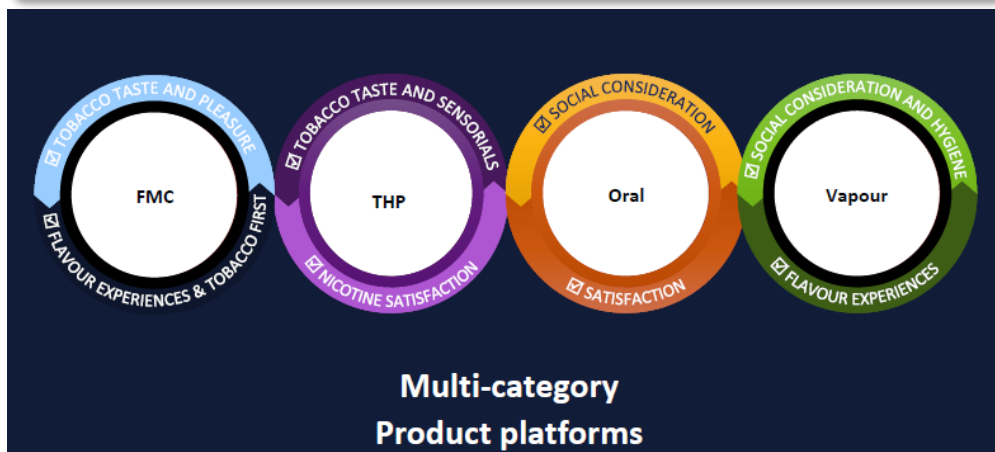 ☑ TOBACCO TASTE AND PLEASURE
FMC
☑ FLAVOUR EXPERIENCES & TOBACCO FIRST
☑ TOBACCO TASTE AND SENSORIALS
THP
☑ NICOTINE SATISFACTION
☑ SOCIAL CONSIDERATION
Oral
☑ SATISFACTION
☑ SOCIAL CONSIDERATION AND HYGIENE
Vapour
☑ FLAVOUR EXPERIENCES
Multi-category
Product platforms